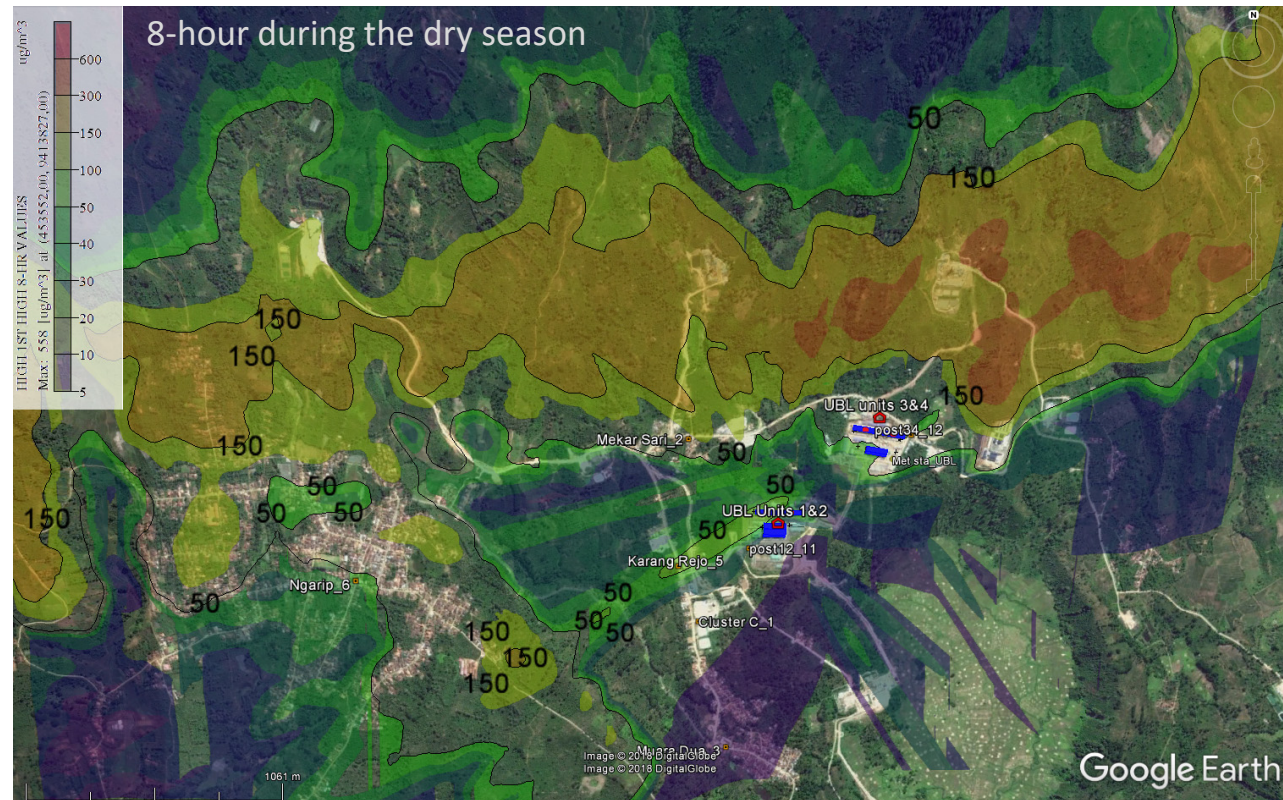 8-hour during the dry season
ug/m^3
600
300
150
100
50
40
30
20
10
5
HIGH 1ST HIGH 8-HR VALUES
Max: 558 [ug/m^3] at (453552,00, 9413827,00)
N
50
150
150
150
150
150
UBL units 3&4
post34_12
Mekar Sari_2
50
Met sta_UBL
50
50
50
50
50
UBL Units 1&2
150
50
post12_11
Karang Rejo_5
Ngarip_6
50
50
50
50
Cluster C_1
150
150
150
Muara Dua_3
Image © 2018 DigitalGlobe
Image © 2018 DigitalGlobe
1061 m
Google Earth